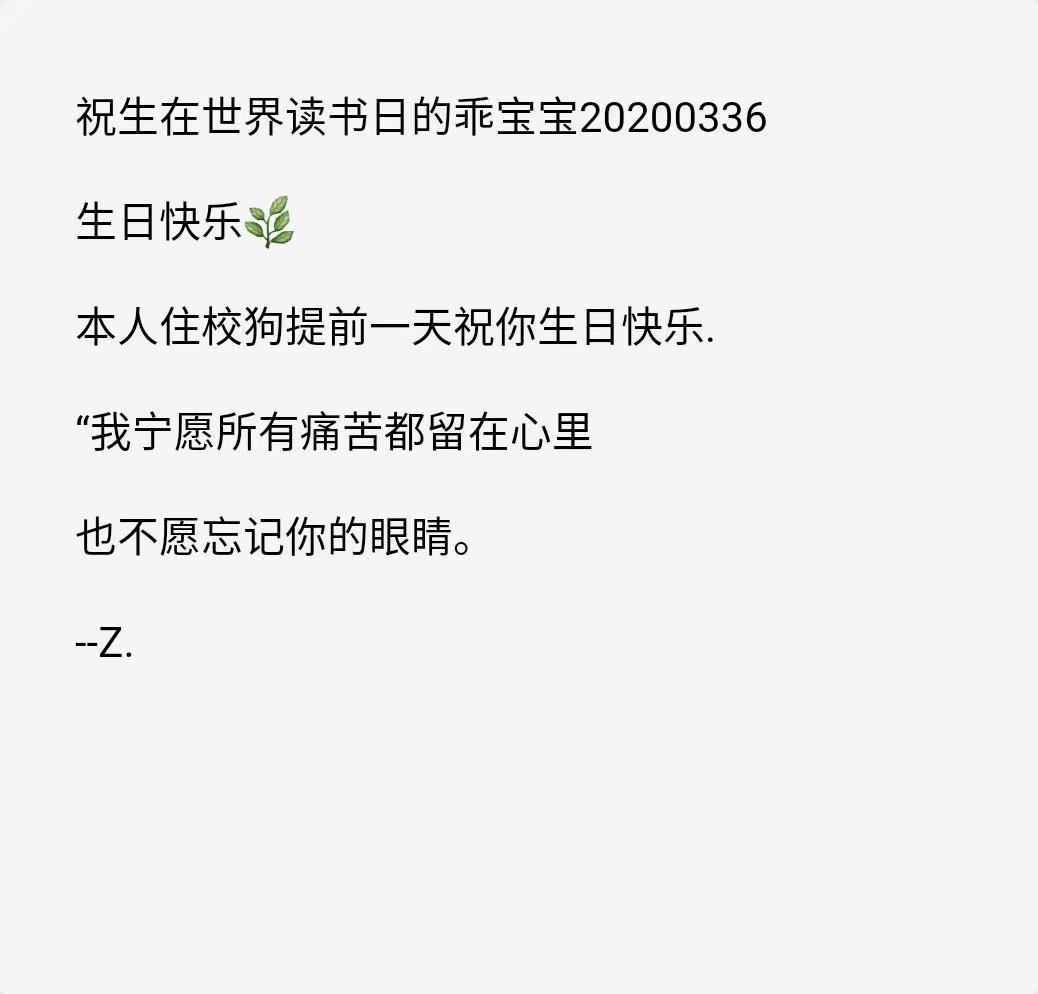 祝生在世界读书日的乖宝宝20200336
生日快乐🌿
本人住校狗提前一天祝你生日快乐.
“我宁愿所有痛苦都留在心里
也不愿忘记你的眼睛。
--Z.